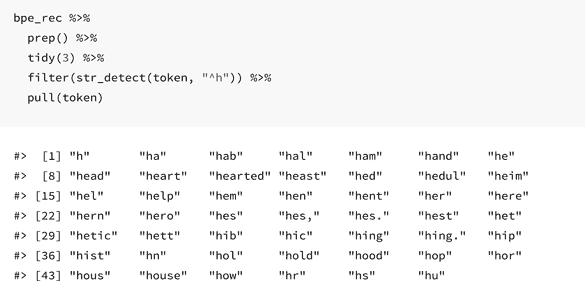 bpe_rec %>%
  prep() %>%
  tidy(3) %>%
  filter(str_detect(token, "^h")) %>%
  pull(token)
#>  [1] "h"       "ha"      "hab"     "hal"     "ham"     "hand"    "he"
#>  [8] "head"    "heart"   "hearted" "heast"   "hed"     "hedul"   "heim"
#> [15] "hel"     "help"    "hem"     "hen"     "hent"    "her"     "here"
#> [22] "hern"    "hero"    "hes"     "hes,"    "hes."    "hest"    "het"
#> [29] "hetic"   "hett"    "hib"     "hic"     "hing"    "hing."   "hip"
#> [36] "hist"    "hn"      "hol"     "hold"    "hood"    "hop"     "hor"
#> [43] "hous"    "house"   "how"     "hr"      "hs"      "hu"